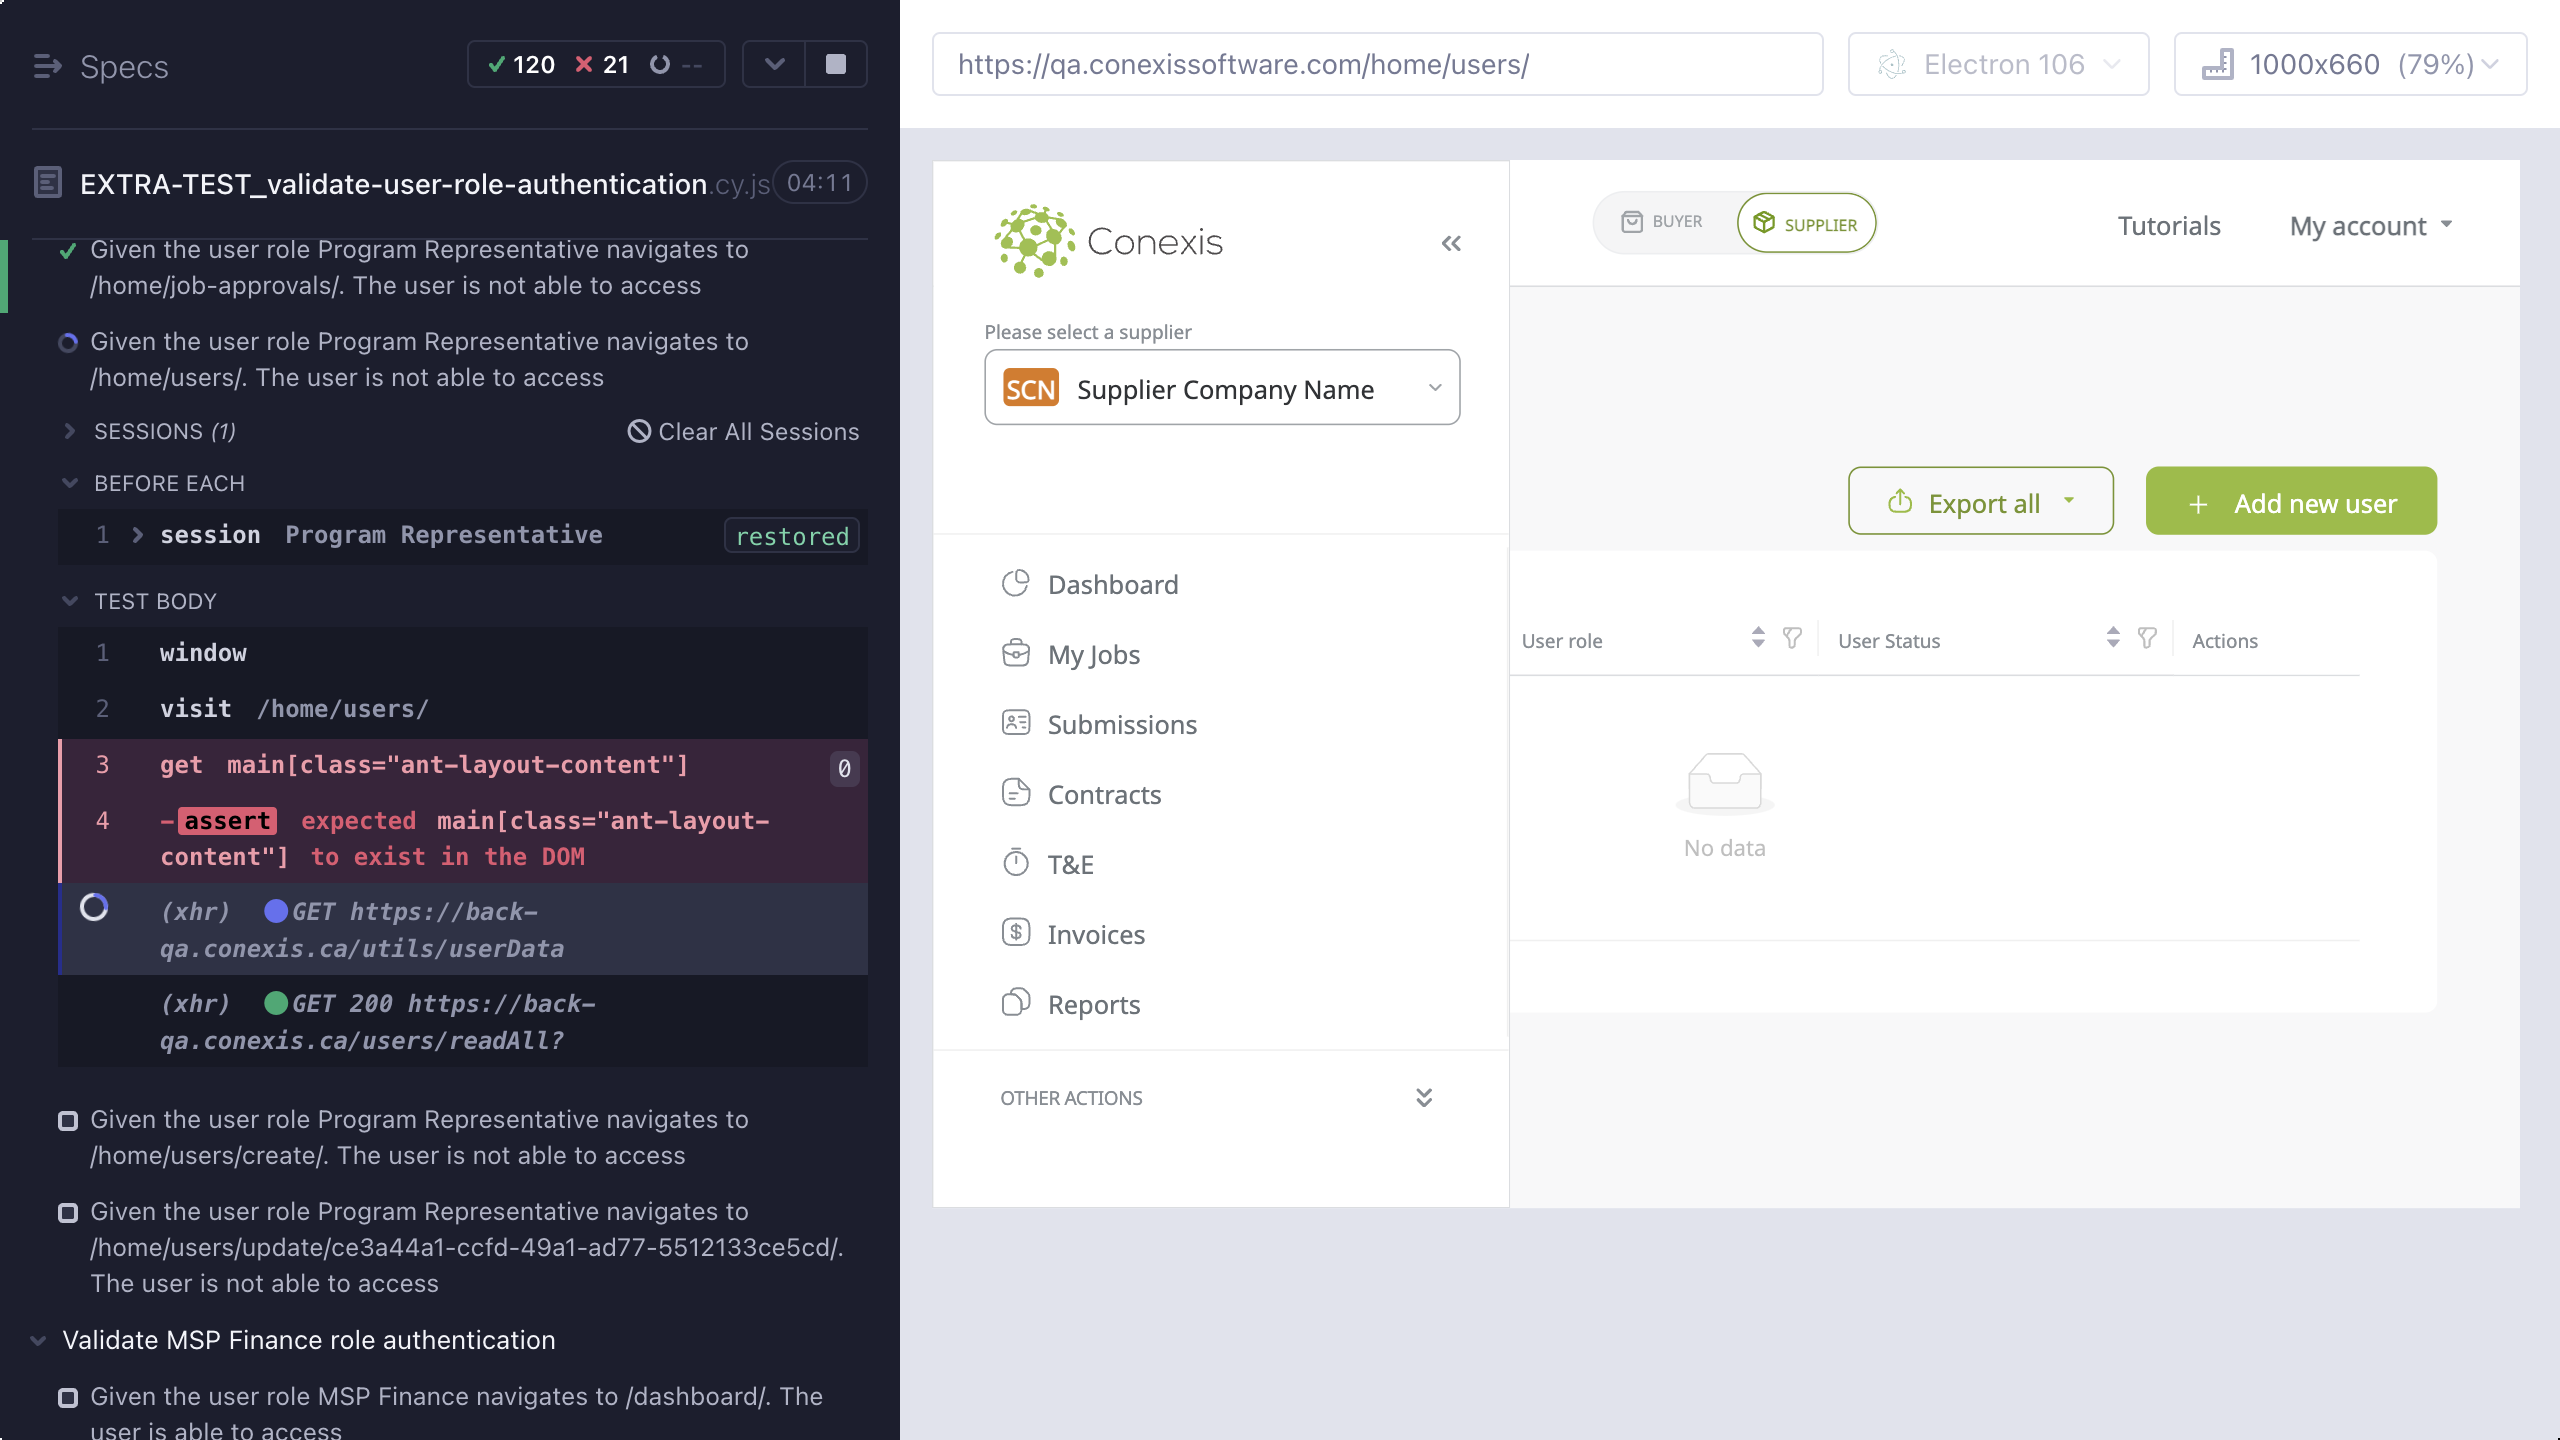 Specs
120 21 --
EXTRA-TEST_validate-user-role-authentication.cy.js 04:11
Given the user role Program Representative navigates to
/home/job-approvals/. The user is not able to access
Given the user role Program Representative navigates to
/home/users/. The user is not able to access
SESSIONS (1) Clear All Sessions
BEFORE EACH
1 session Program Representative restored
TEST BODY
1 window
2 visit /home/users/
3 get main[class="ant-layout-content"] 0
4 -assert expected main[class="ant-layout-
content"] to exist in the DOM
(xhr) GET https://back-
qa.conexis.ca/utils/userData
(xhr) GET 200 https://back-
qa.conexis.ca/users/readAll?
Given the user role Program Representative navigates to
/home/users/create/. The user is not able to access
Given the user role Program Representative navigates to
/home/users/update/ce3a44a1-ccfd-49a1-ad77-5512133ce5cd/.
The user is not able to access
Validate MSP Finance role authentication
Given the user role MSP Finance navigates to /dashboard/. The
user is able to access
https://qa.conexissoftware.com/home/users/
Electron 106
1000x660 (79%)
Conexis
Please select a supplier
SCN Supplier Company Name
Dashboard
My Jobs
Submissions
Contracts
T&E
Invoices
Reports
OTHER ACTIONS
BUYER
SUPPLIER
Tutorials
My account
Export all
+ Add new user
User role
User Status
Actions
No data